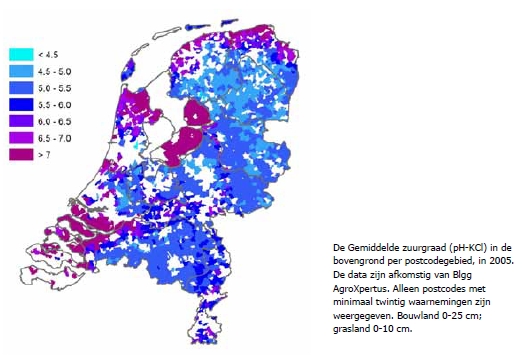 < 4.5
4.5 - 5.0
5.0 - 5.5
5.5 - 6.0
6.0 - 6.5
6.5 - 7.0
> 7
De Gemiddelde zuurgraad (pH-KCl) in de
bovengrond per postcodegebied, in 2005.
De data zijn afkomstig van Blgg
AgroXpertus. Alleen postcodes met
minimaal twintig waarnemingen zijn
weergegeven. Bouwland 0-25 cm;
grasland 0-10 cm.